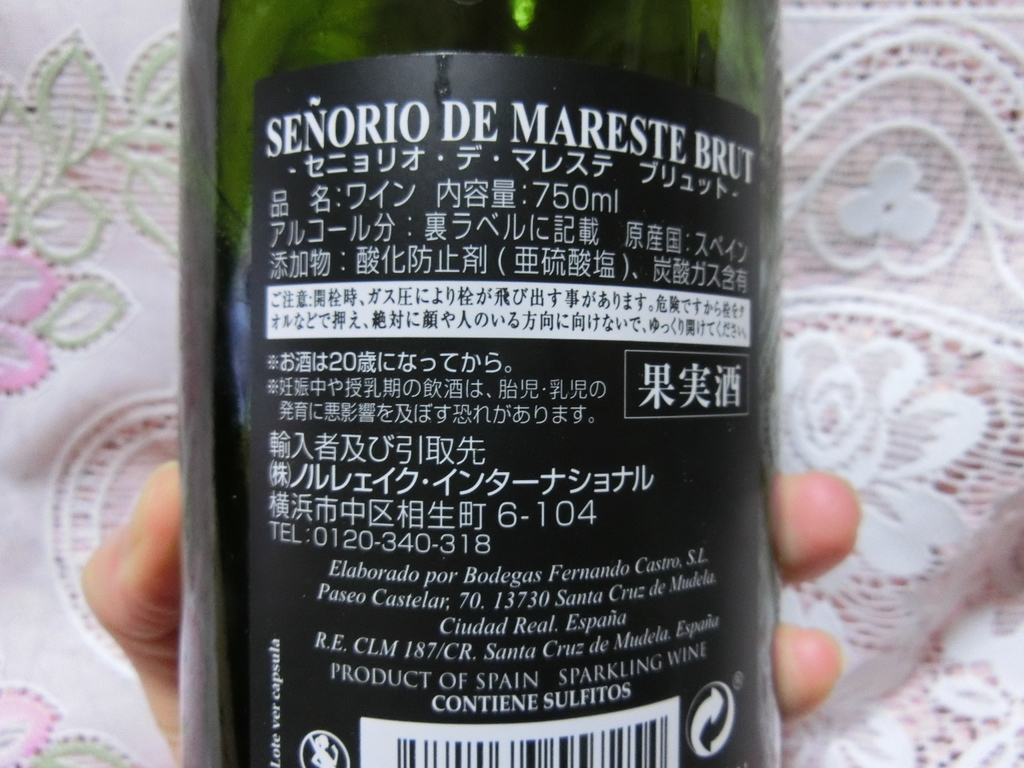 SEÑORIO DE MARESTE BRUT
- セニョリオ・デ・マレステ ブリュット -
品 名:ワイン 内容量:750ml
アルコール分:裏ラベルに記載 原産国:スペイン
添加物:酸化防止剤(亜硫酸塩)、炭酸ガス含有
ご注意:開栓時、ガス圧により栓が飛び出す事があります。危険ですから栓をタ
オルなどで押え、絶対に顔や人のいる方向に向けないで、ゆっくり開けてください。
※お酒は20歳になってから。
※妊娠中や授乳期の飲酒は、胎児・乳児の
発育に悪影響を及ぼす恐れがあります。
果実酒
輸入者及び引取先
㈱ノルレェイク・インターナショナル
横浜市中区相生町 6-104
TEL:0120-340-318
Elaborado por Bodegas Fernando Castro, S.L.
Paseo Castelar, 70. 13730 Santa Cruz de Mudela.
Ciudad Real. España
R.E. CLM 187/CR. Santa Cruz de Mudela. España
PRODUCT OF SPAIN SPARKLING WINE
CONTIENE SULFITOS
Lote ver capsula
®